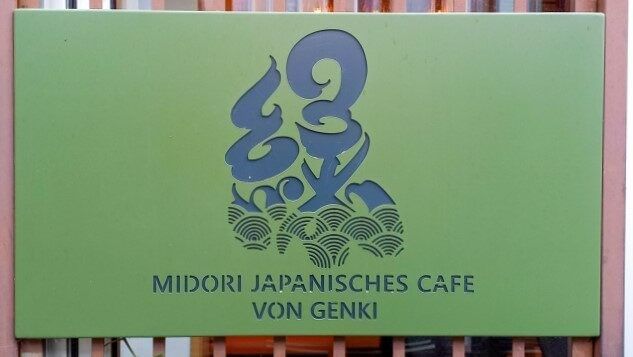 緑
MIDORI JAPANISCHES CAFE
VON GENKI